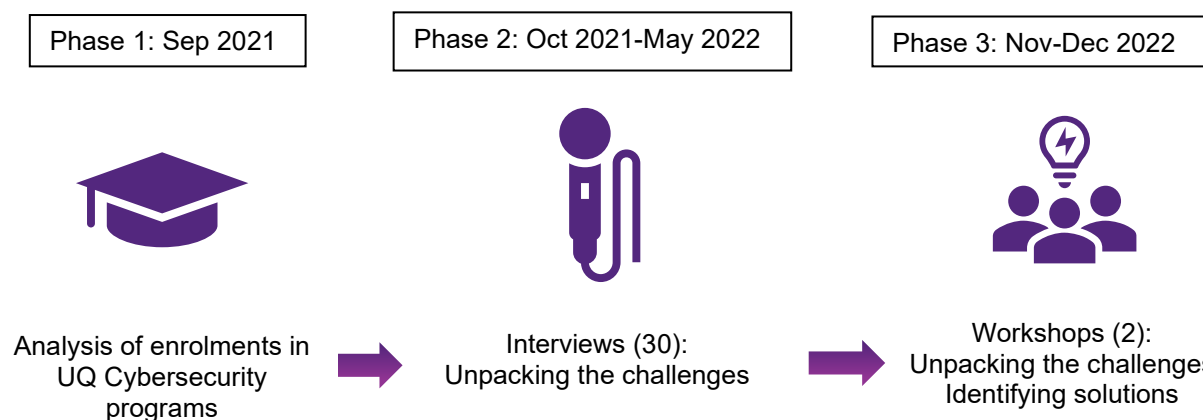 Phase 1: Sep 2021
Phase 2: Oct 2021-May 2022
Phase 3: Nov-Dec 2022
Analysis of enrolments in
UQ Cybersecurity
programs
Interviews (30):
Unpacking the challenges
Workshops (2):
Unpacking the challenges
Identifying solutions